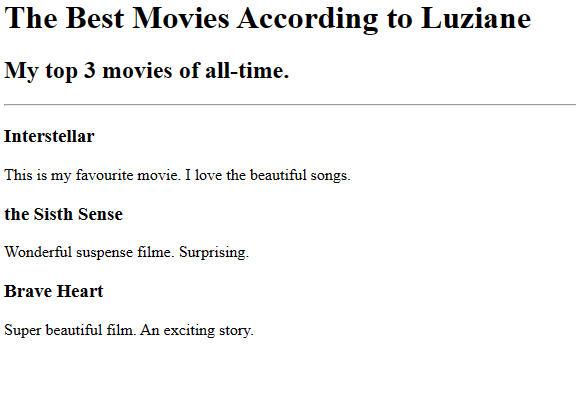 The Best Movies According to Luziane
My top 3 movies of all-time.
Interstellar
This is my favourite movie. I love the beautiful songs.
the Sisth Sense
Wonderful suspense filme. Surprising.
Brave Heart
Super beautiful film. An exciting story.